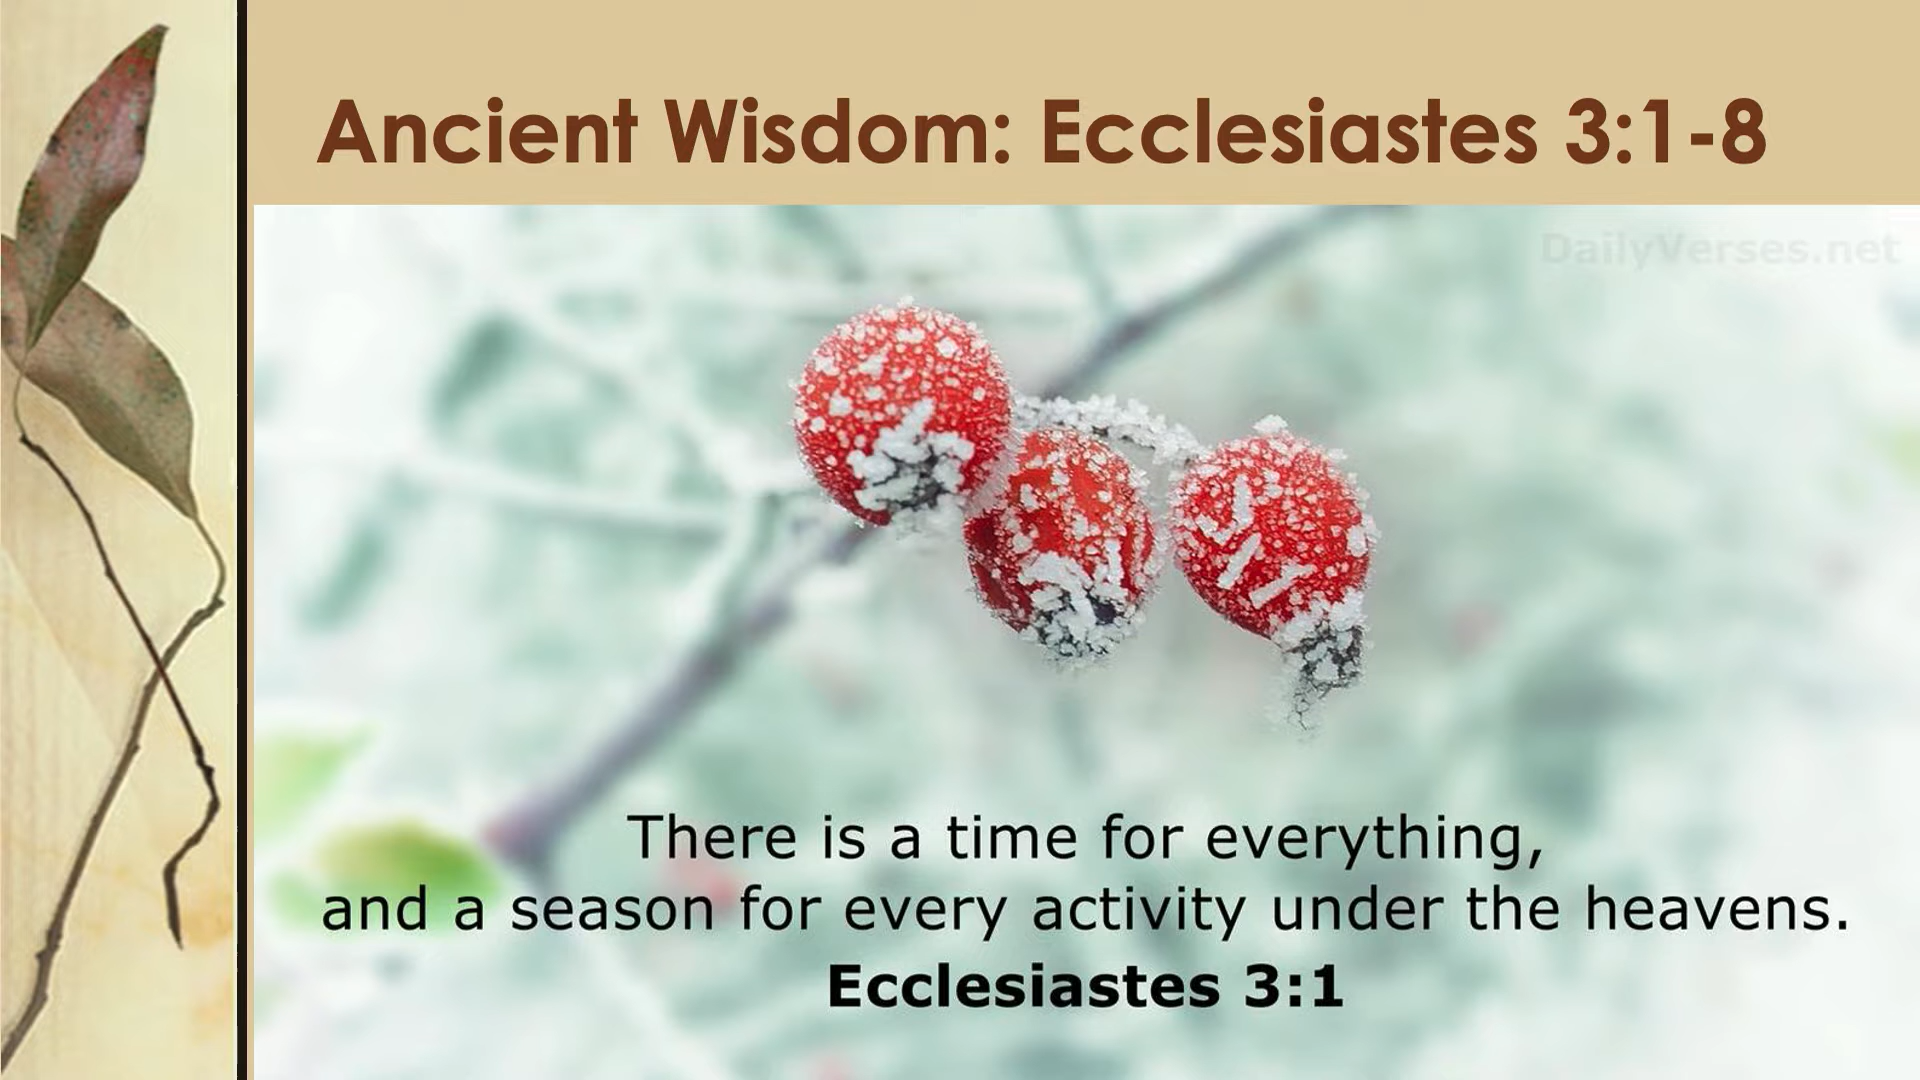 Ancient Wisdom: Ecclesiastes 3:1-8
DailyVerses.net
There is a time for everything,
and a season for every activity under the heavens.
Ecclesiastes 3:1